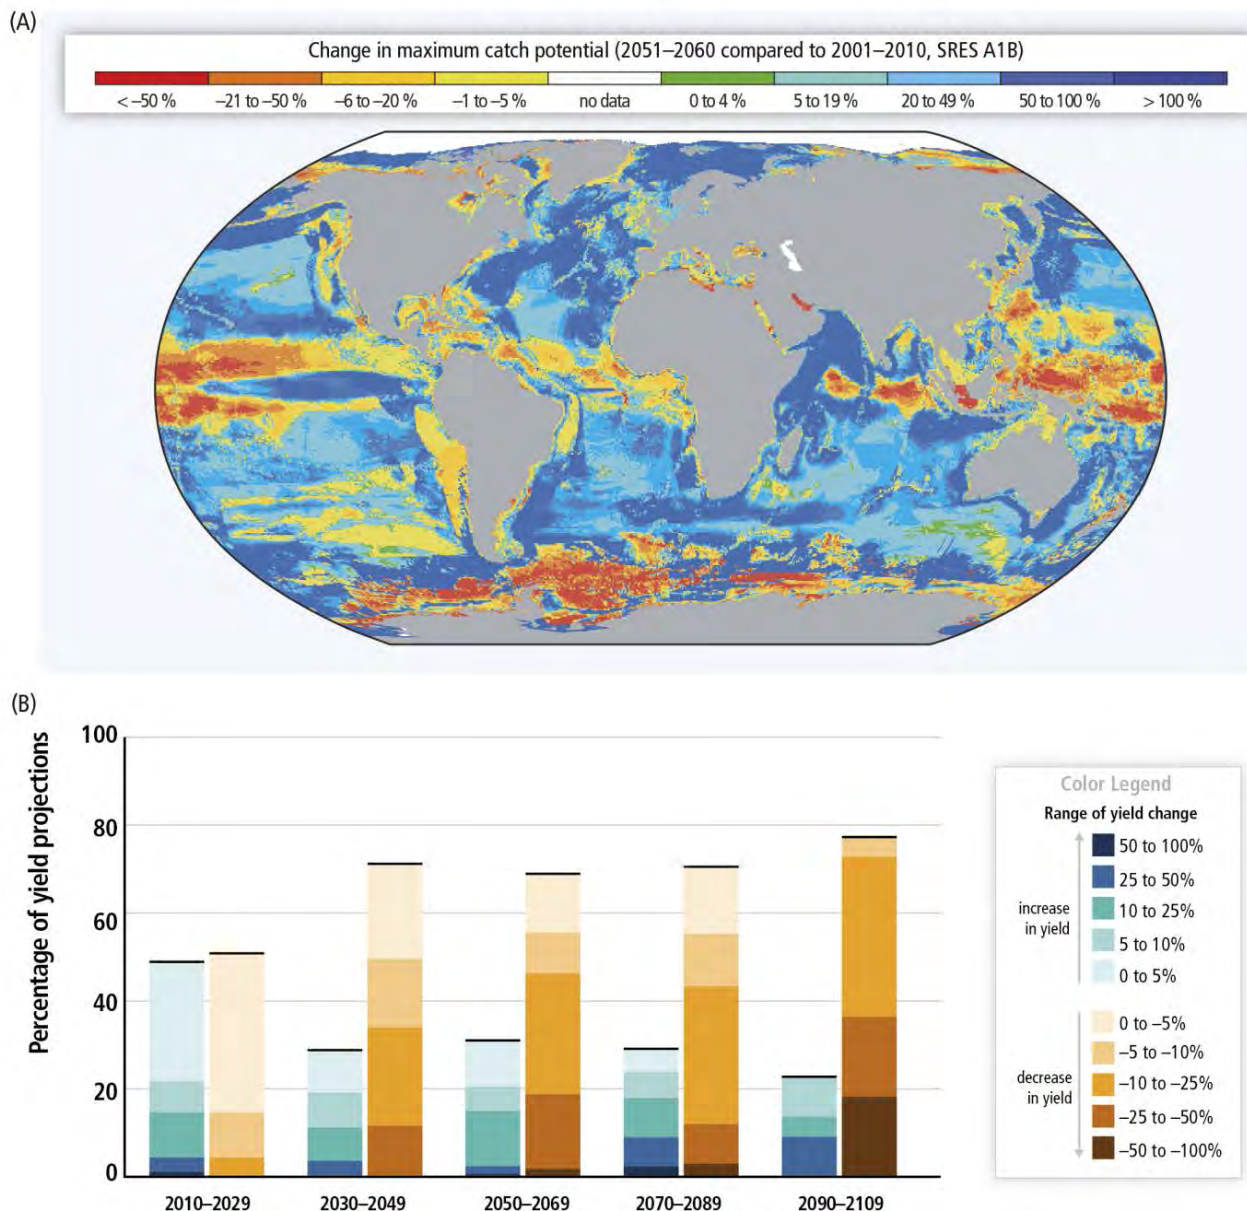 (A)
Change in maximum catch potential (2051–2060 compared to 2001–2010, SRES A1B)
< –50 % –21 to –50 % –6 to –20 % –1 to –5 % no data 0 to 4 % 5 to 19 % 20 to 49 % 50 to 100 % > 100 %
(B)
Percentage of yield projections
100
80
60
40
20
0
2010–2029 2030–2049 2050–2069 2070–2089 2090–2109
Color Legend
Range of yield change
increase
in yield
50 to 100%
25 to 50%
10 to 25%
5 to 10%
0 to 5%
decrease
in yield
0 to –5%
–5 to –10%
–10 to –25%
–25 to –50%
–50 to –100%